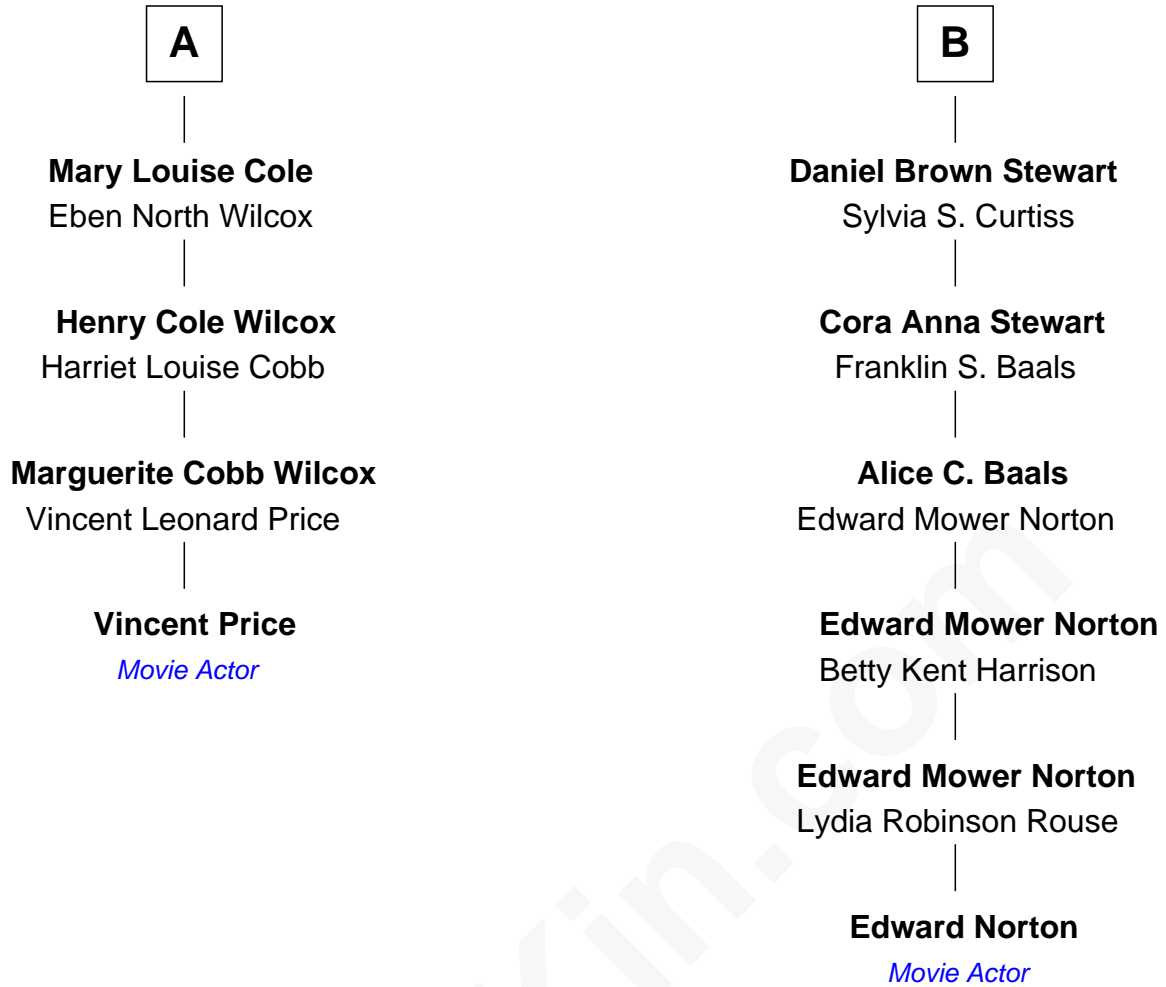 A
Mary Louise Cole
Eben North Wilcox
Henry Cole Wilcox
Harriet Louise Cobb
Marguerite Cobb Wilcox
Vincent Leonard Price
Vincent Price
Movie Actor
B
Daniel Brown Stewart
Sylvia S. Curtiss
Cora Anna Stewart
Franklin S. Baals
Alice C. Baals
Edward Mower Norton
Edward Mower Norton
Betty Kent Harrison
Edward Mower Norton
Lydia Robinson Rouse
Edward Norton
Movie Actor
Kin.com